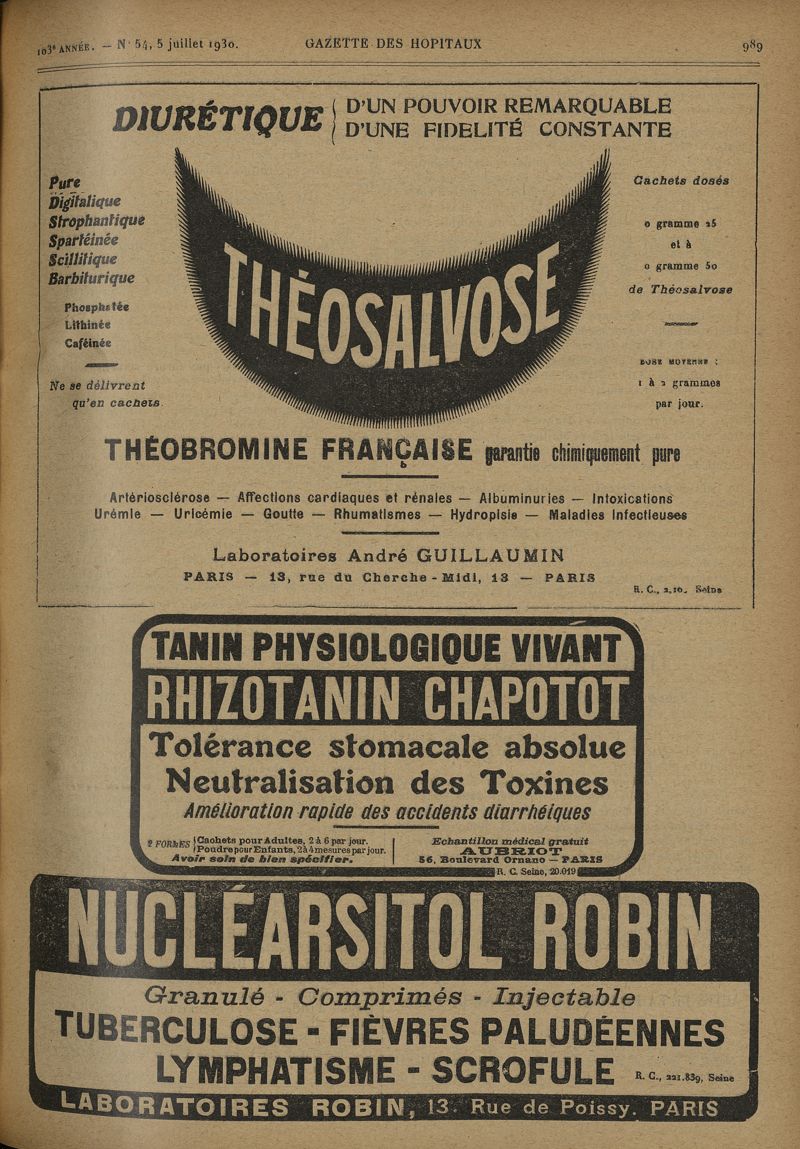 103e ANNÉE. — N° 54, 5 juillet 1930.
GAZETTE DES HOPITAUX
989
DIURÉTIQUE
D'UN POUVOIR REMARQUABLE
D'UNE FIDELITÉ CONSTANTE
Pure
Digitalique
Strophantique
Spartéinée
Scillitique
Barbiturique
Phosphatée
Lithinée
Caféinée
Ne se délivrent
qu'en cachets.
THÉOSALVOSE
Cachets dosés
0 gramme 25
et à
0 gramme 50
de Théosalvose
DOSE MOYENNE :
1 à 2 grammes
par jour.
THÉOBROMINE FRANÇAISE garantie chimiquement pure
Artériosclérose — Affections cardiaques et rénales — Albuminuries — Intoxications
Urémie — Uricémie — Goutte — Rhumatismes — Hydropisie — Maladies Infectieuses
Laboratoires André GUILLAUMIN
PARIS — 13, rue du Cherche-Midi, 13 — PARIS
R. C., Seine
TANIN PHYSIOLOGIQUE VIVANT
RHIZOTANIN CHAPOTOT
Tolérance stomacale absolue
Neutralisation des Toxines
Amélioration rapide des accidents diarrhéiques
2 FORMES
Cachets pour Adultes, 2 à 6 par jour.
Poudre pour Enfants, 2 à 4 mesures par jour.
Avoir soin de bien spécifier.
Echantillon médical gratuit
AUBRIOT
56, Boulevard Ornano — PARIS
R. C. Seine, 20.019
NUCLÉARSITOL ROBIN
Granulé - Comprimés - Injectable
TUBERCULOSE - FIÈVRES PALUDÉENNES
LYMPHATISME - SCROFULE
R. C., 221.839, Seine
LABORATOIRES ROBIN, 13. Rue de Poissy. PARIS